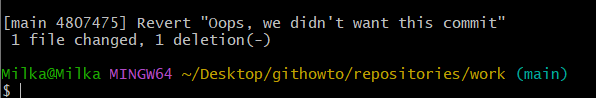 [main 4807475] Revert "Oops, we didn't want this commit"
 1 file changed, 1 deletion(-)
Milka@Milka MINGW64 ~/Desktop/githowto/repositories/work (main)
$